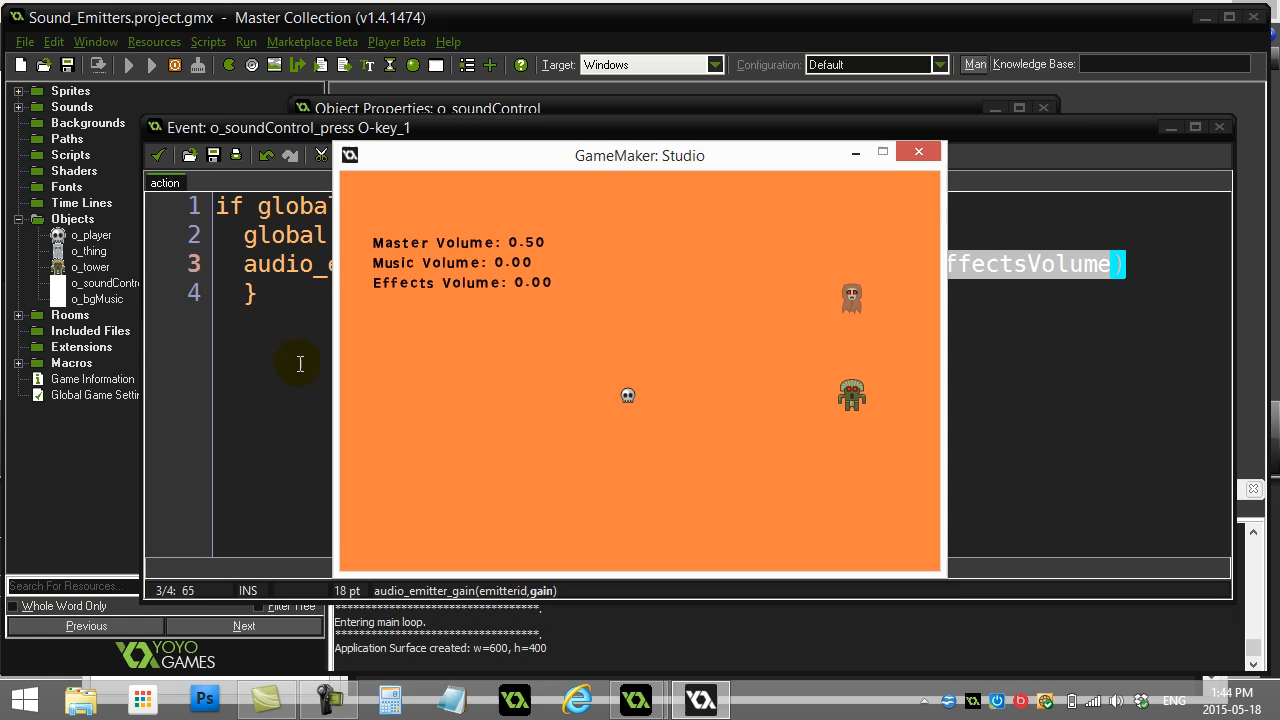 Sound_Emitters.project.gmx - Master Collection (v1.4.1474)
File Edit Window Resources Scripts Run Marketplace Beta Player Beta Help
Target: Windows Configuration: Default Man Knowledge Base:
Sprites
Sounds
Backgrounds
Paths
Scripts
Shaders
Fonts
Time Lines
Objects
o_player
o_thing
o_tower
o_soundContro
o_bgMusic
Rooms
Included Files
Extensions
Macros
Game Information
Global Game Settin
Search For Resources...
Whole Word Only Filter Tree
Previous Next
YOYO
GAMES
Object Properties: o_soundControl
Event: o_soundControl_press O-key_1
action
1 if globa
2 global
3 audio_e ffectsVolume)
4 }
GameMaker: Studio
Master Volume: 0.50
Music Volume: 0.00
Effects Volume: 0.00
3/4: 65 INS 18 pt audio_emitter_gain(emitterid,gain)
Entering main loop.
Application Surface created: w=600, h=400
Ps
ENG
1:44 PM
2015-05-18